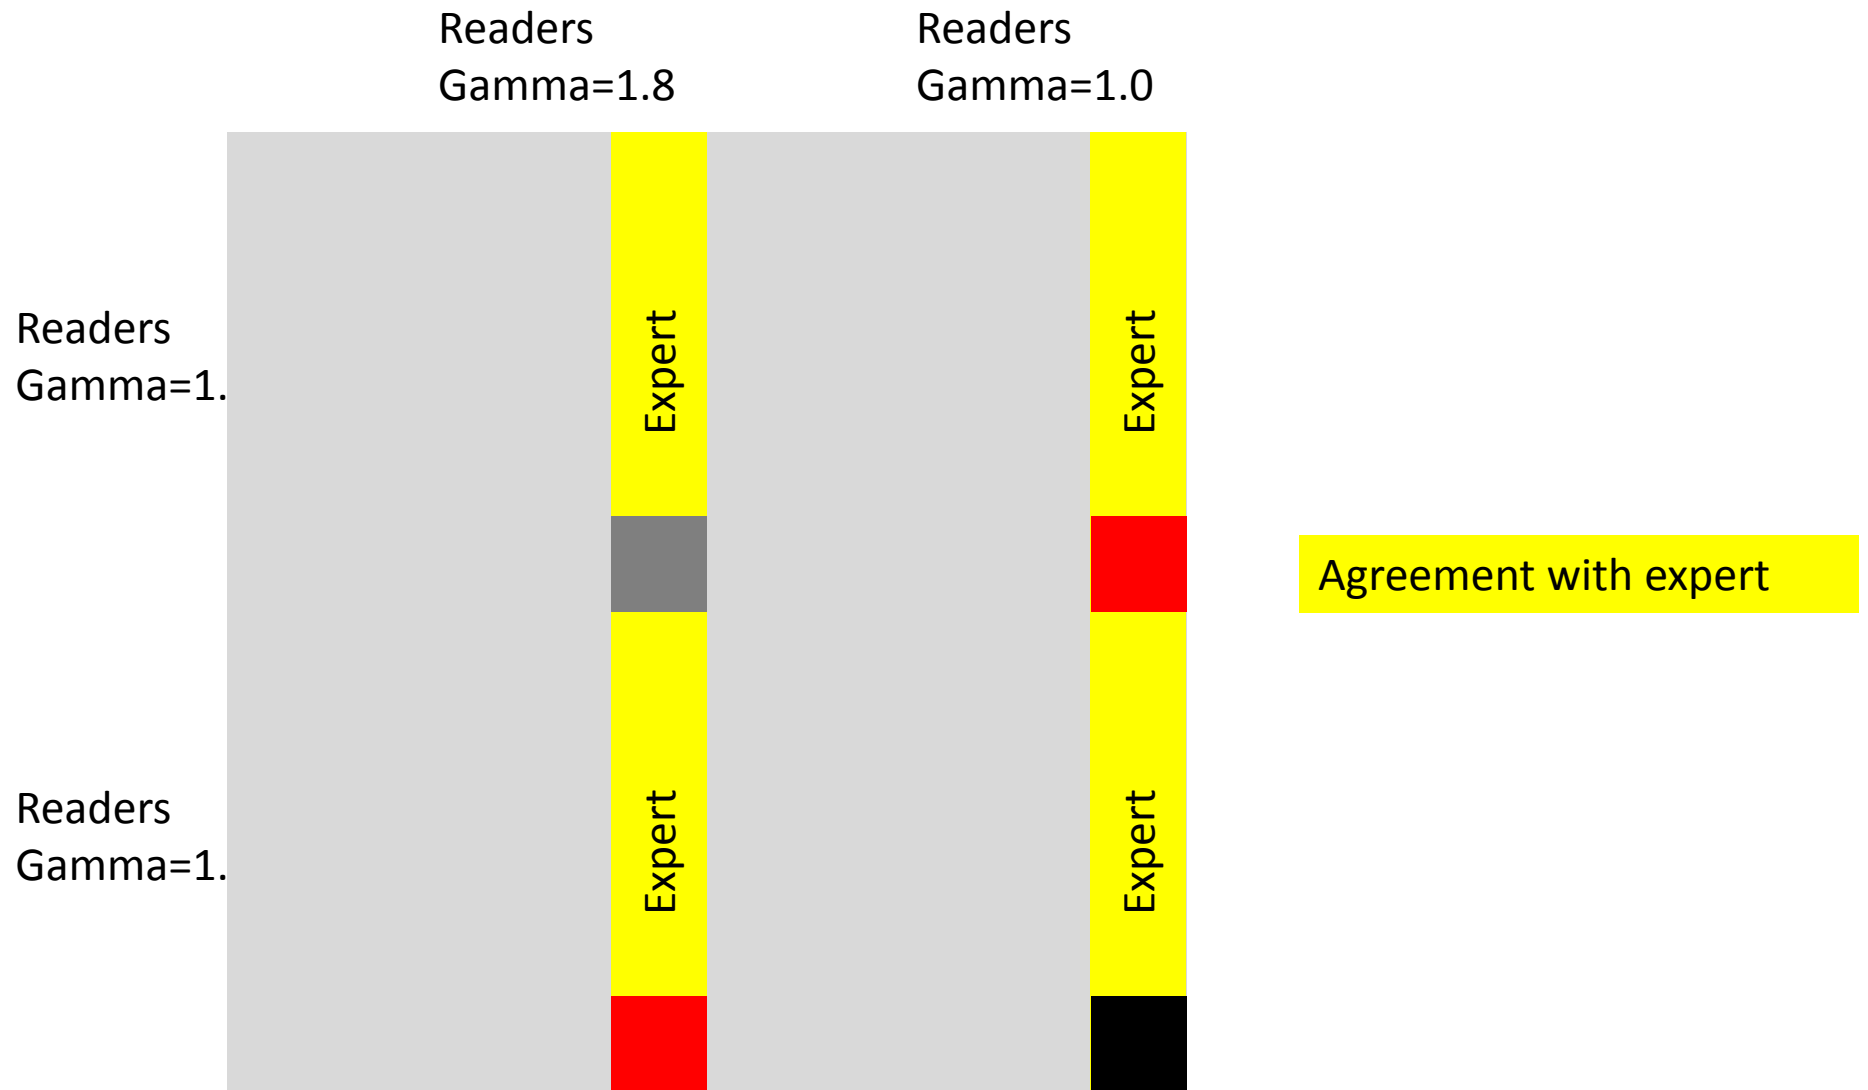 Readers
Gamma=1.8
Readers
Gamma=1.0
Readers
Gamma=1.
Expert
Expert
Agreement with expert
Readers
Gamma=1.
Expert
Expert